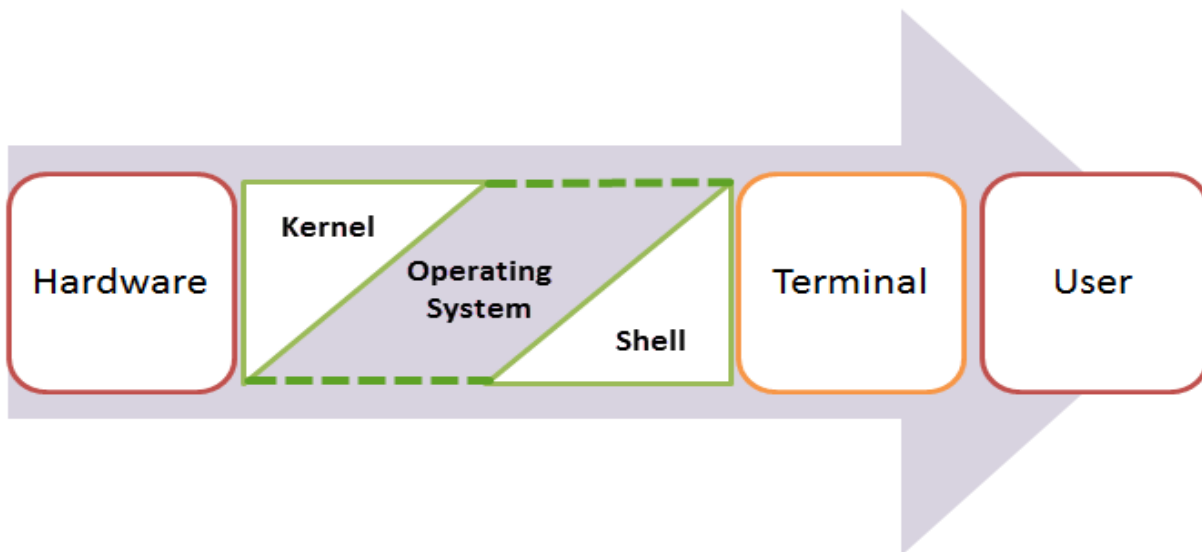 Hardware
Kernel
Operating
System
Shell
Terminal
User